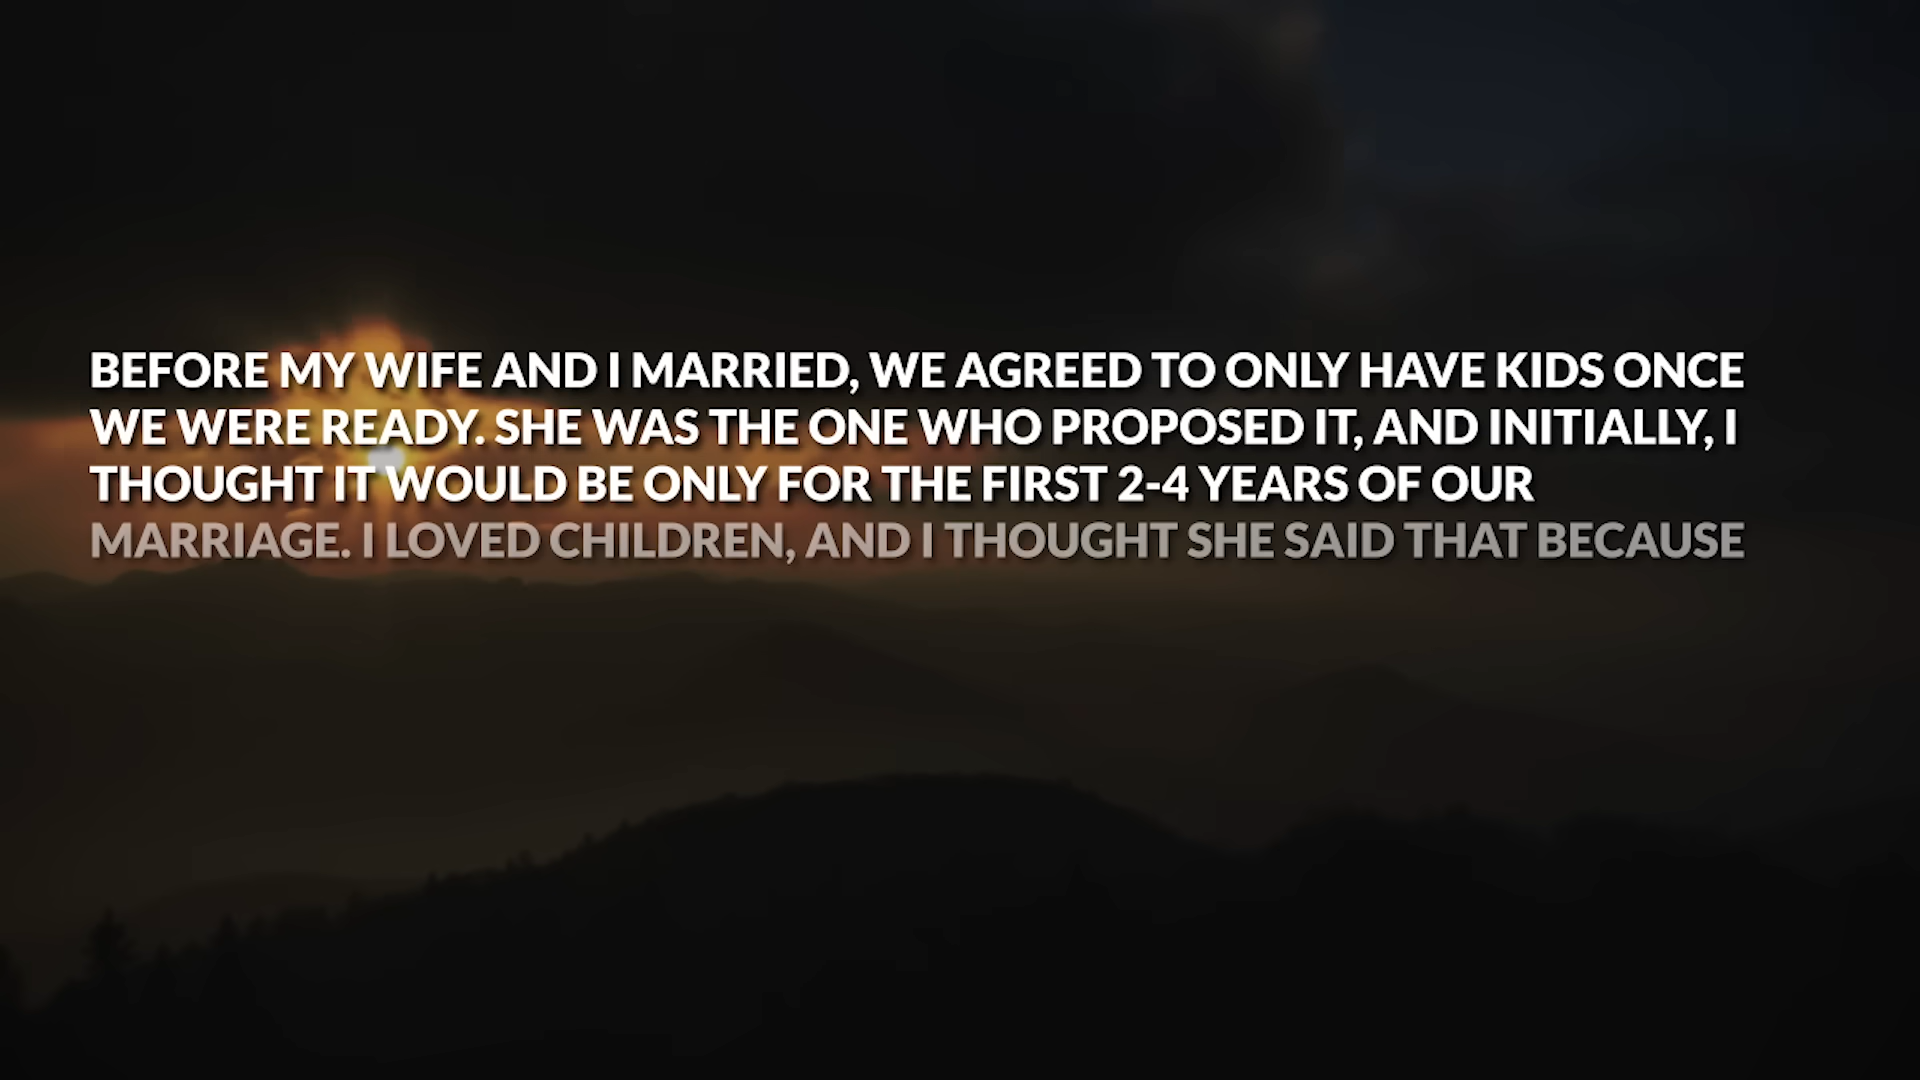 BEFORE MY WIFE AND I MARRIED, WE AGREED TO ONLY HAVE KIDS ONCE
WE WERE READY. SHE WAS THE ONE WHO PROPOSED IT, AND INITIALLY, I
THOUGHT IT WOULD BE ONLY FOR THE FIRST 2-4 YEARS OF OUR
MARRIAGE. I LOVED CHILDREN, AND I THOUGHT SHE SAID THAT BECAUSE